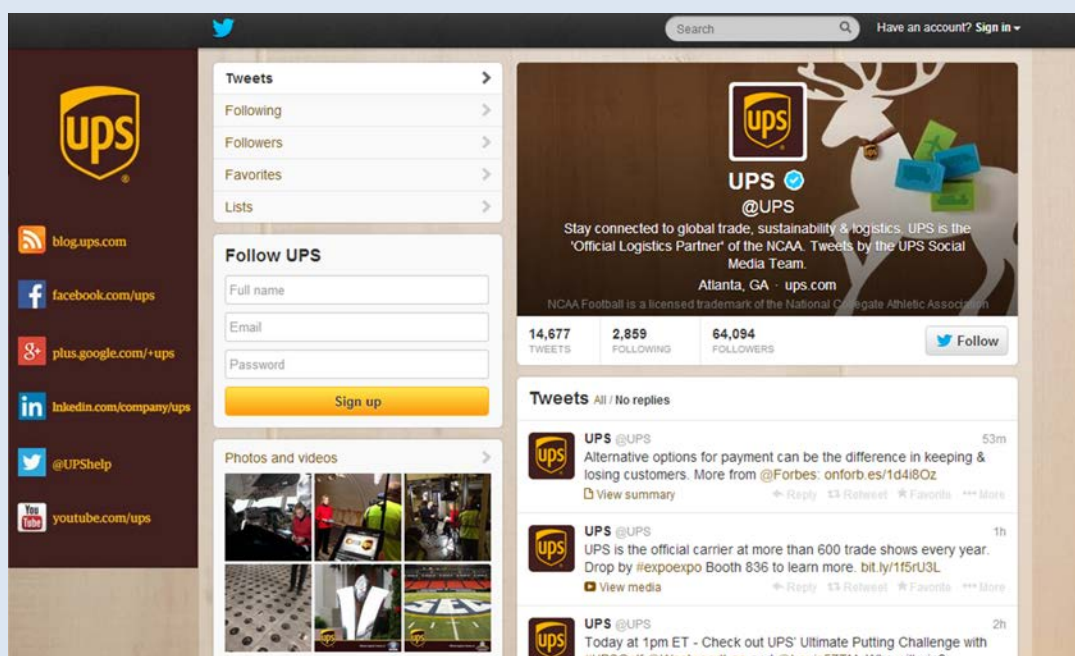 Search
Have an account? Sign in
ups
blog.ups.com
facebook.com/ups
plus.google.com/+ups
lnkedin.com/company/ups
@UPShelp
You Tube
youtube.com/ups
Tweets
Following
Followers
Favorites
Lists
Follow UPS
Full name
Email
Password
Sign up
Photos and videos
ups
UPS
@UPS
Stay connected to global trade, sustainability & logistics. UPS is the
'Official Logistics Partner' of the NCAA. Tweets by the UPS Social
Media Team.
Atlanta, GA · ups.com
NCAA Football is a licensed trademark of the National Collegiate Athletic Association
14,677
TWEETS
2,859
FOLLOWING
64,094
FOLLOWERS
Follow
Tweets All / No replies
ups
UPS @UPS 53m
Alternative options for payment can be the difference in keeping &
losing customers. More from @Forbes: onforb.es/1d4i8Oz
View summary Reply Retweet Favorite More
ups
UPS @UPS 1h
UPS is the official carrier at more than 600 trade shows every year.
Drop by #expoexpo Booth 836 to learn more. bit.ly/1f5rU3L
View media Reply Retweet Favorite More
ups
UPS @UPS 2h
Today at 1pm ET - Check out UPS' Ultimate Putting Challenge with